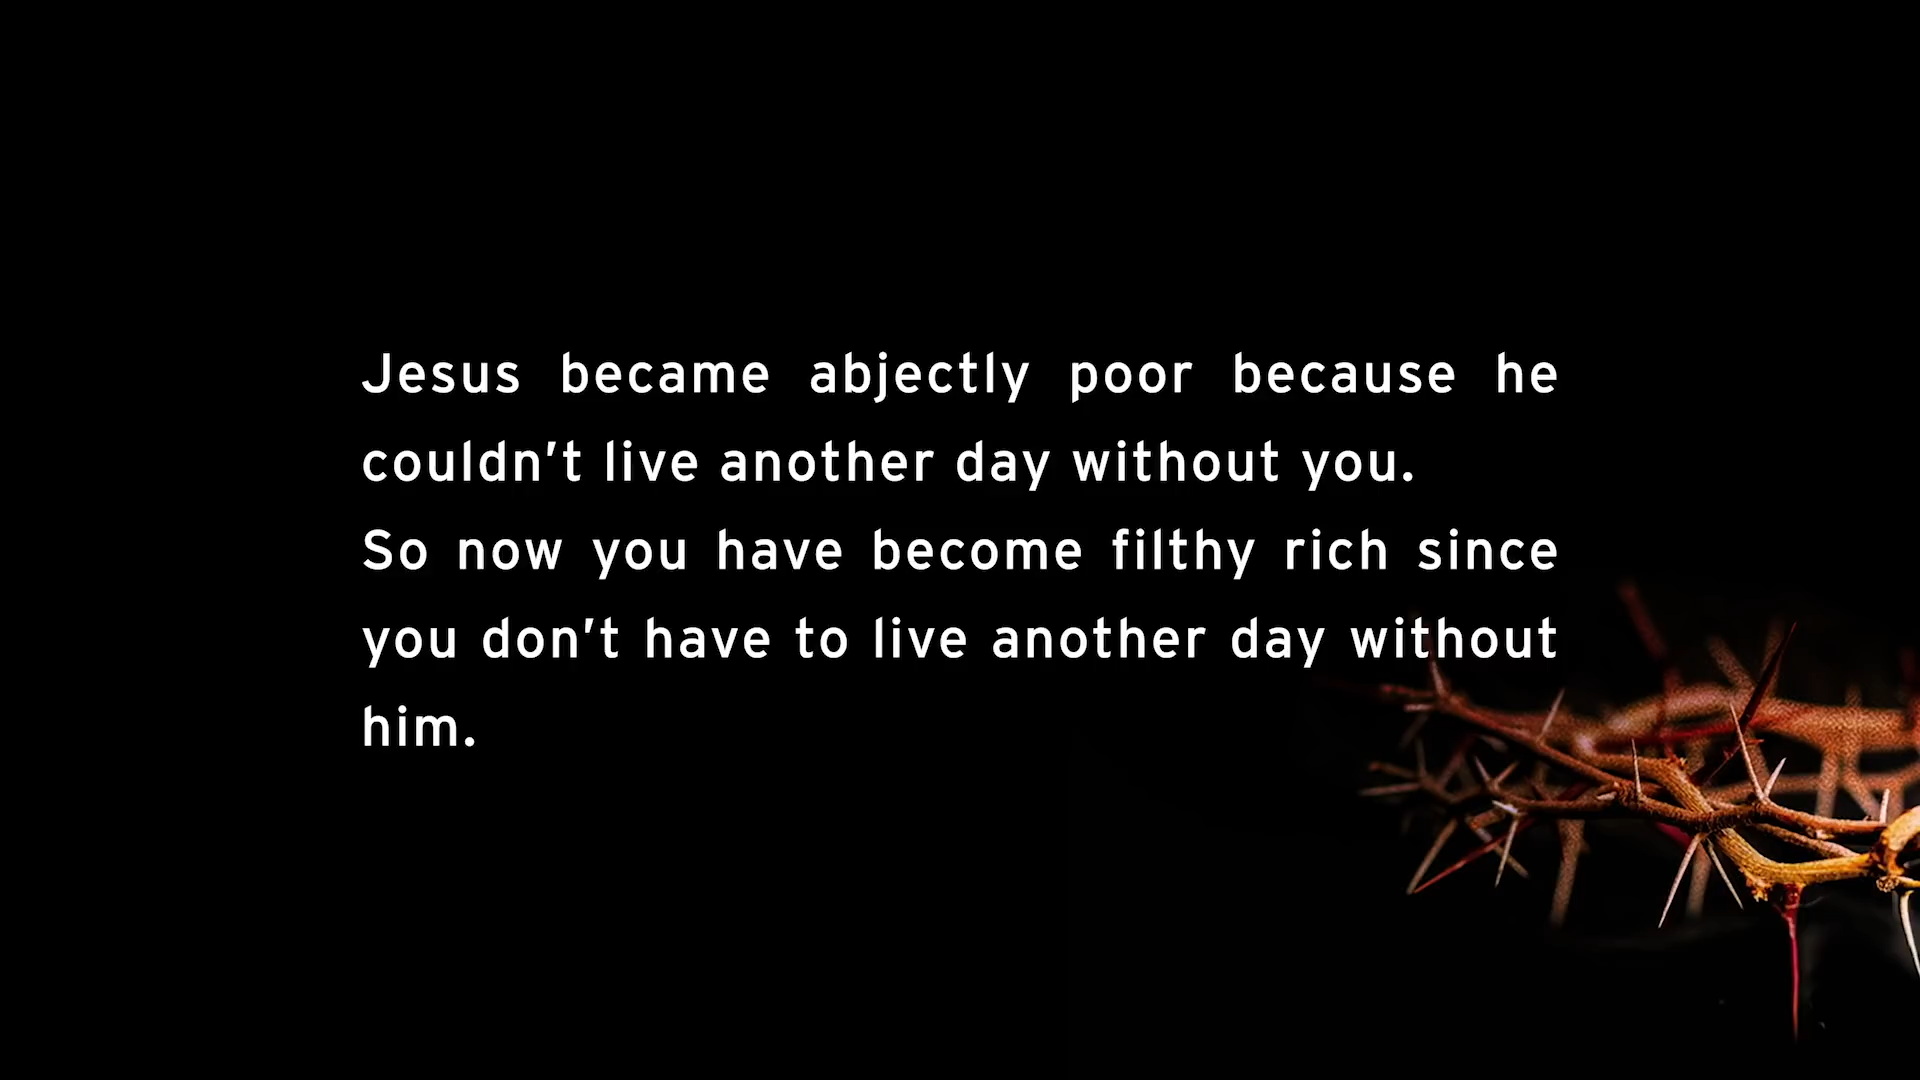 Jesus became abjectly poor because he
couldn’t live another day without you.
So now you have become filthy rich since
you don’t have to live another day without
him.